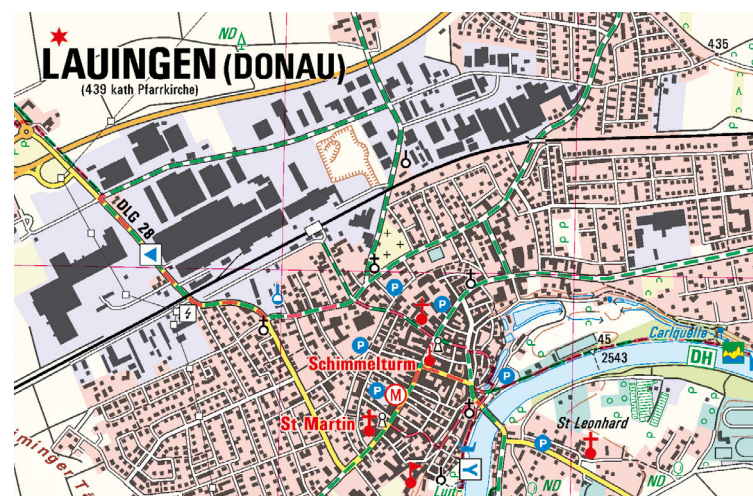 ND
LAUINGEN (DONAU)
(439 kath Pfarrkirche)
435
DLG 28
P
P
45
2543
Carlquelle
DH
P
Schimmelturm
P
P
M
St Martin
St Leonhard
P
Y
ND
ND